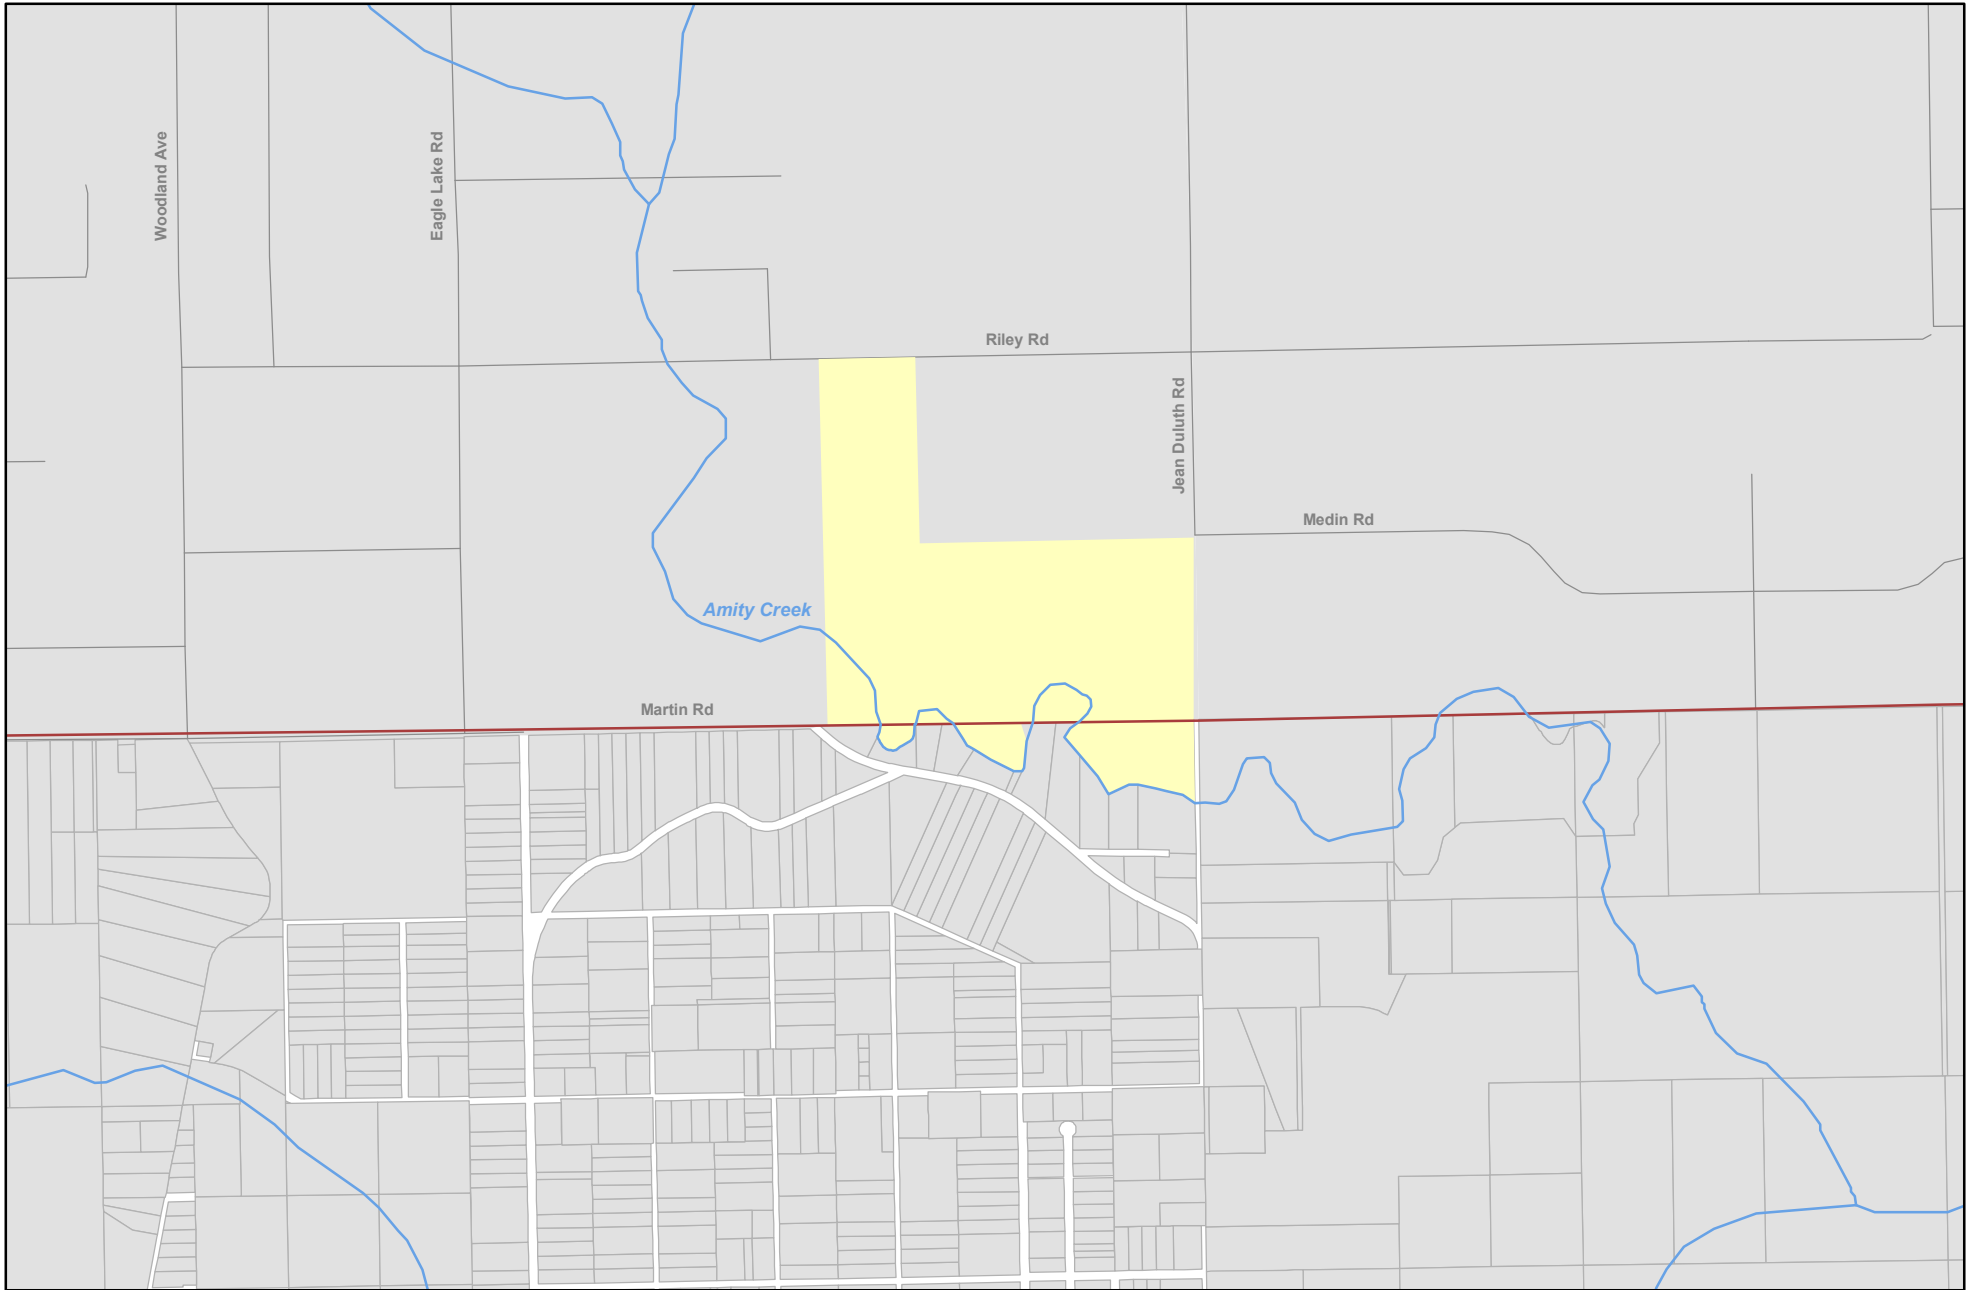 Woodland Ave
Eagle Lake Rd
Riley Rd
Jean Duluth Rd
Medin Rd
Amity Creek
Martin Rd